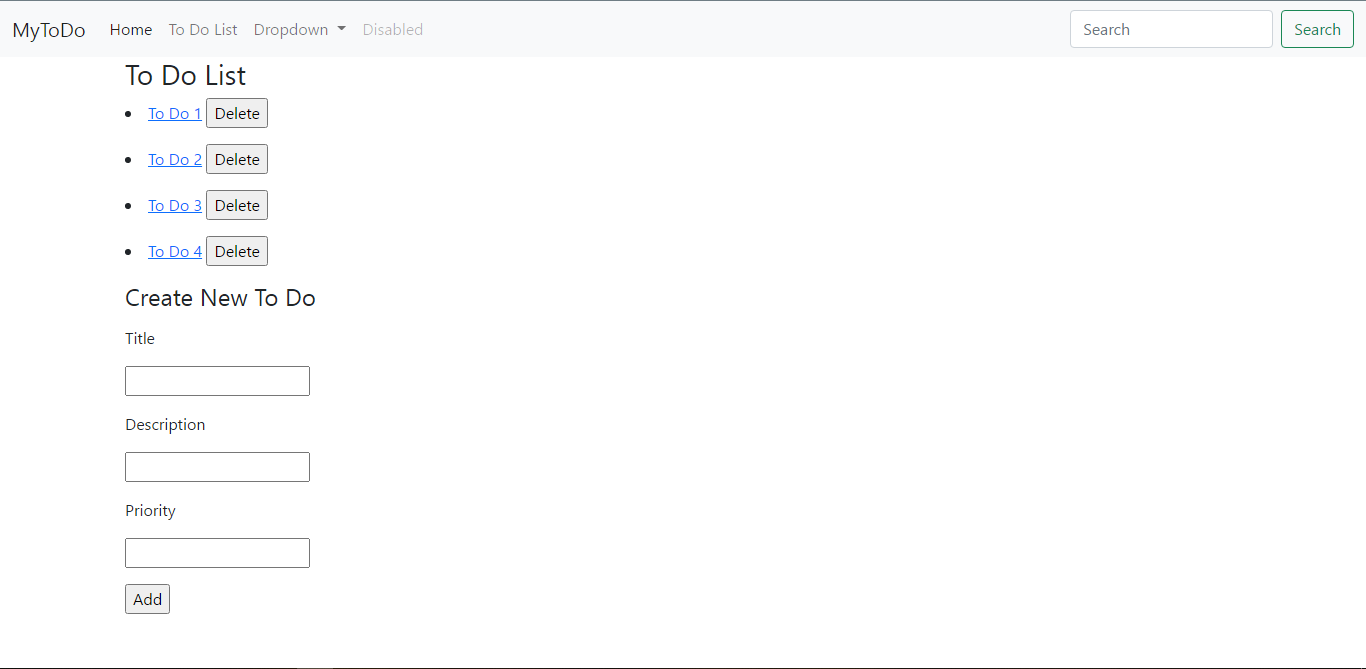 MyToDo Home To Do List Dropdown Disabled Search Search
To Do List
To Do 1 Delete
To Do 2 Delete
To Do 3 Delete
To Do 4 Delete
Create New To Do
Title
Description
Priority
Add